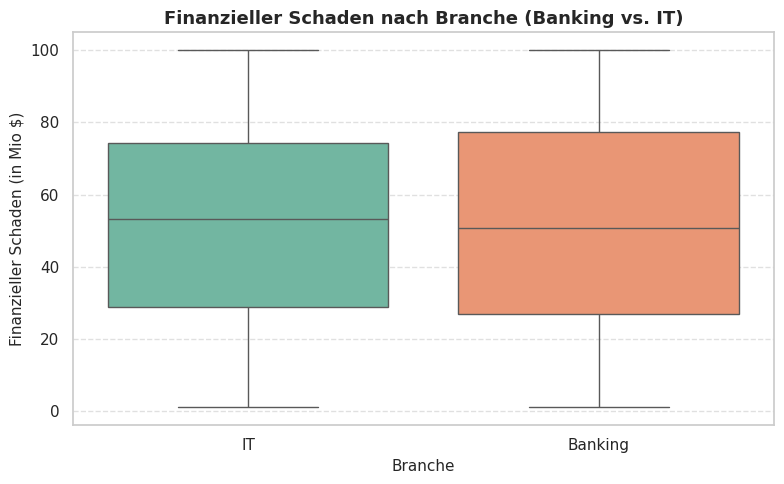 Finanzieller Schaden nach Branche (Banking vs. IT)
Finanzieller Schaden (in Mio $)
100
80
60
40
20
0
IT
Banking
Branche